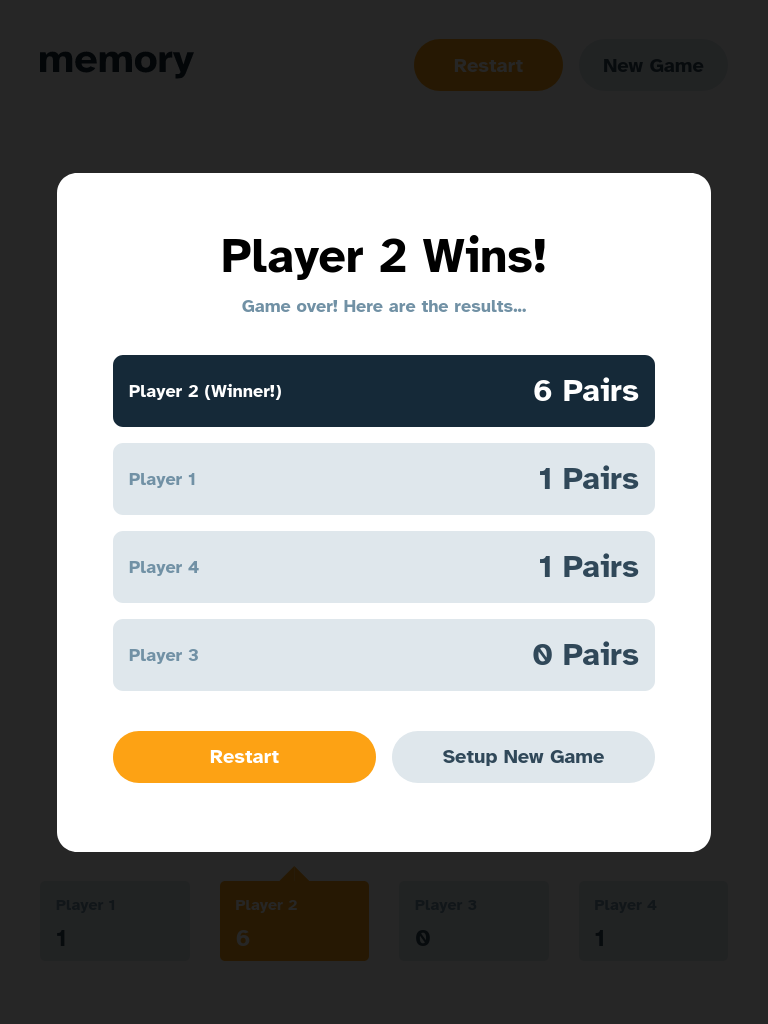 memory
Restart
New Game
Player 2 Wins!
Game over! Here are the results...
Player 2 (Winner!)
6 Pairs
Player 1
1 Pairs
Player 4
1 Pairs
Player 3
0 Pairs
Restart
Setup New Game
Player 1
1
Player 2
6
Player 3
0
Player 4
1